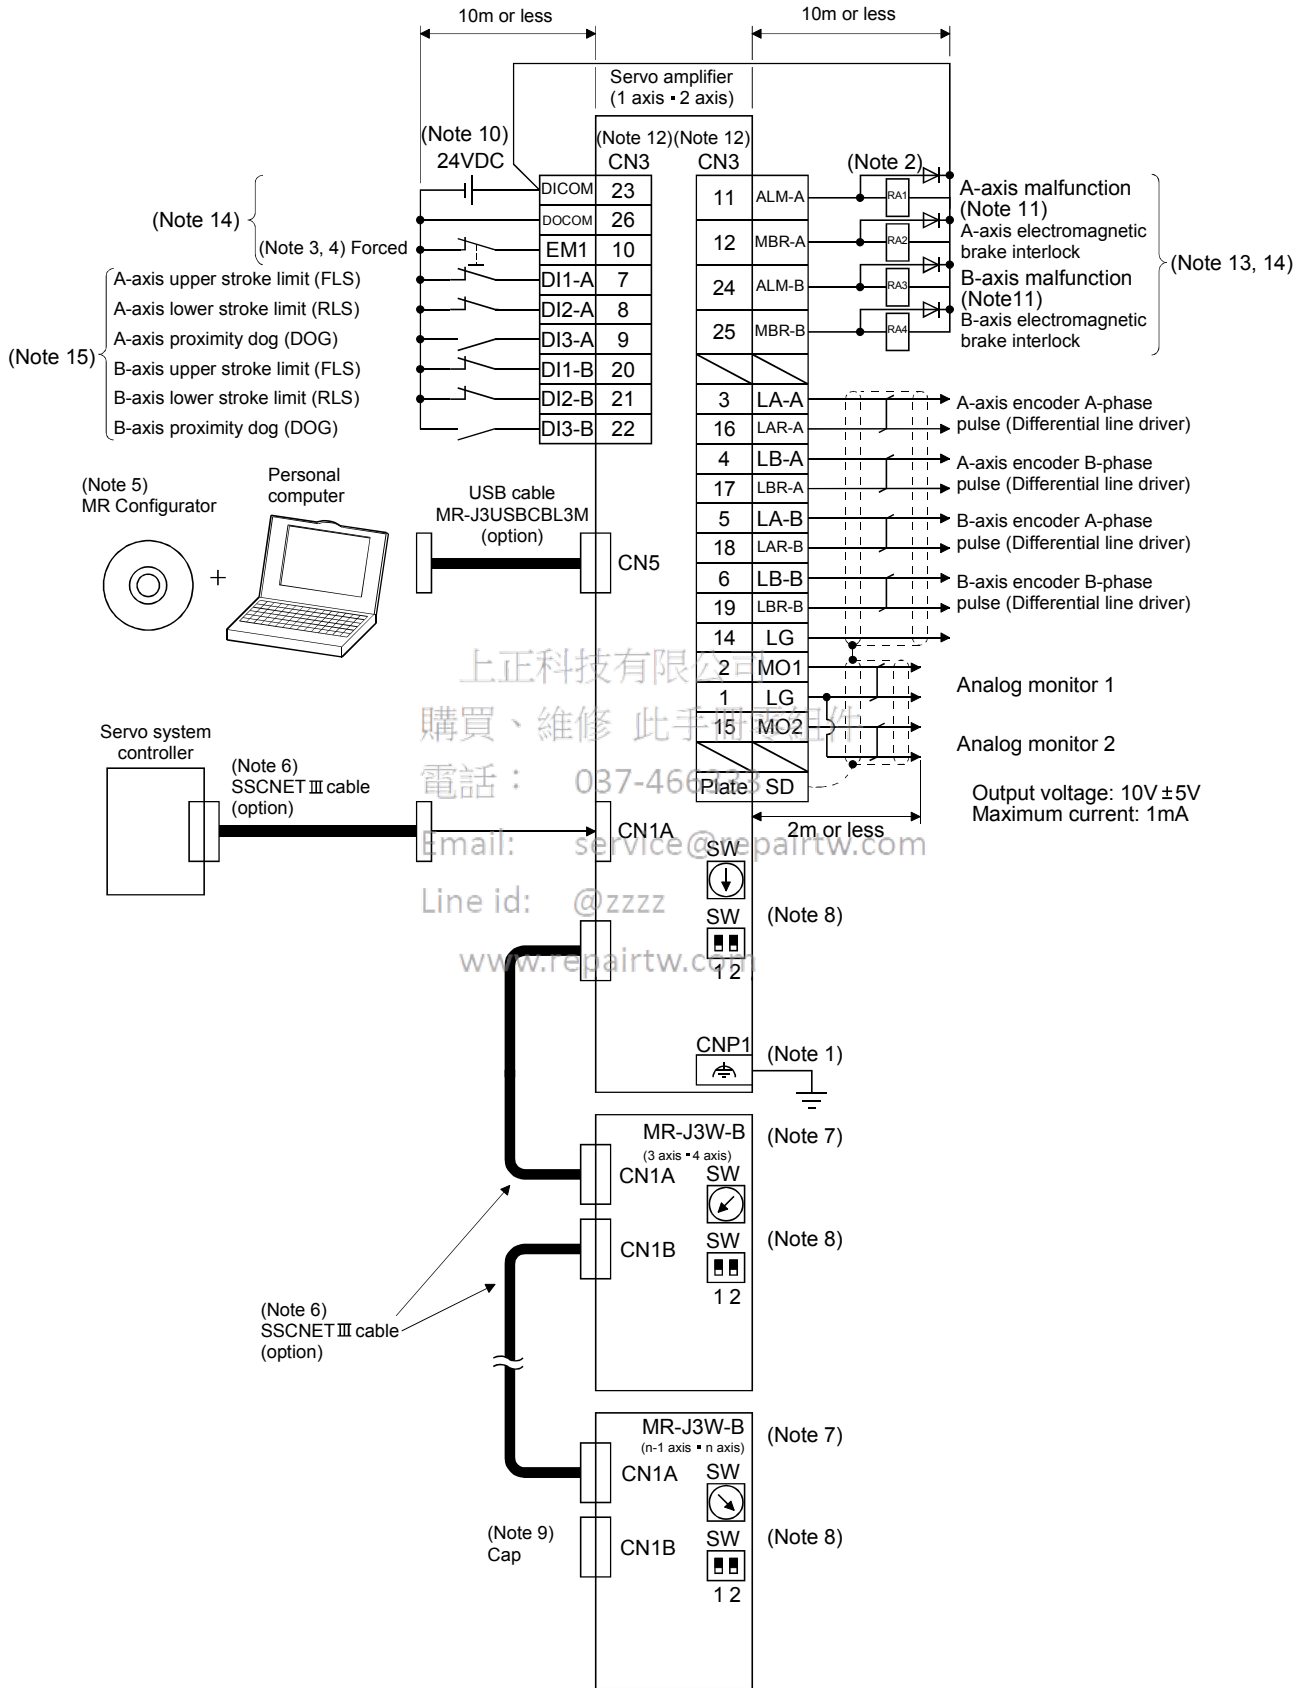 10m or less
10m or less
Servo amplifier
(1 axis ▪ 2 axis)
(Note 10)
24VDC
(Note 12)
CN3
(Note 12)
CN3
(Note 2)
(Note 14)
(Note 3, 4) Forced
DICOM 23
DOCOM 26
EM1 10
A-axis upper stroke limit (FLS) DI1-A 7
A-axis lower stroke limit (RLS) DI2-A 8
A-axis proximity dog (DOG) DI3-A 9
B-axis upper stroke limit (FLS) DI1-B 20
B-axis lower stroke limit (RLS) DI2-B 21
B-axis proximity dog (DOG) DI3-B 22
(Note 15)
11 ALM-A RA1
12 MBR-A RA2
24 ALM-B RA3
25 MBR-B RA4
A-axis malfunction
(Note 11)
A-axis electromagnetic
brake interlock
B-axis malfunction
(Note11)
B-axis electromagnetic
brake interlock
(Note 13, 14)
3 LA-A
16 LAR-A
4 LB-A
17 LBR-A
5 LA-B
18 LAR-B
6 LB-B
19 LBR-B
14 LG
2 MO1
1 LG
15 MO2
Plate SD
A-axis encoder A-phase
pulse (Differential line driver)
A-axis encoder B-phase
pulse (Differential line driver)
B-axis encoder A-phase
pulse (Differential line driver)
B-axis encoder B-phase
pulse (Differential line driver)
Analog monitor 1
Analog monitor 2
Output voltage: 10V±5V
Maximum current: 1mA
2m or less
(Note 5)
MR Configurator
+
Personal
computer
USB cable
MR-J3USBCBL3M
(option)
CN5
上正科技有限公司
購買、維修 此手冊零組件
電話： 037-466333
Email: service@repairtw.com
Line id: @zzzz
www.repairtw.com
Servo system
controller
(Note 6)
SSCNETⅢ cable
(option)
CN1A
SW
SW
(Note 8)
1 2
CNP1
(Note 1)
MR-J3W-B
(3 axis ▪ 4 axis)
(Note 7)
CN1A
SW
CN1B
SW
(Note 8)
1 2
(Note 6)
SSCNETⅢ cable
(option)
MR-J3W-B
(n-1 axis ▪ n axis)
(Note 7)
CN1A
SW
(Note 9)
Cap
CN1B
SW
(Note 8)
1 2